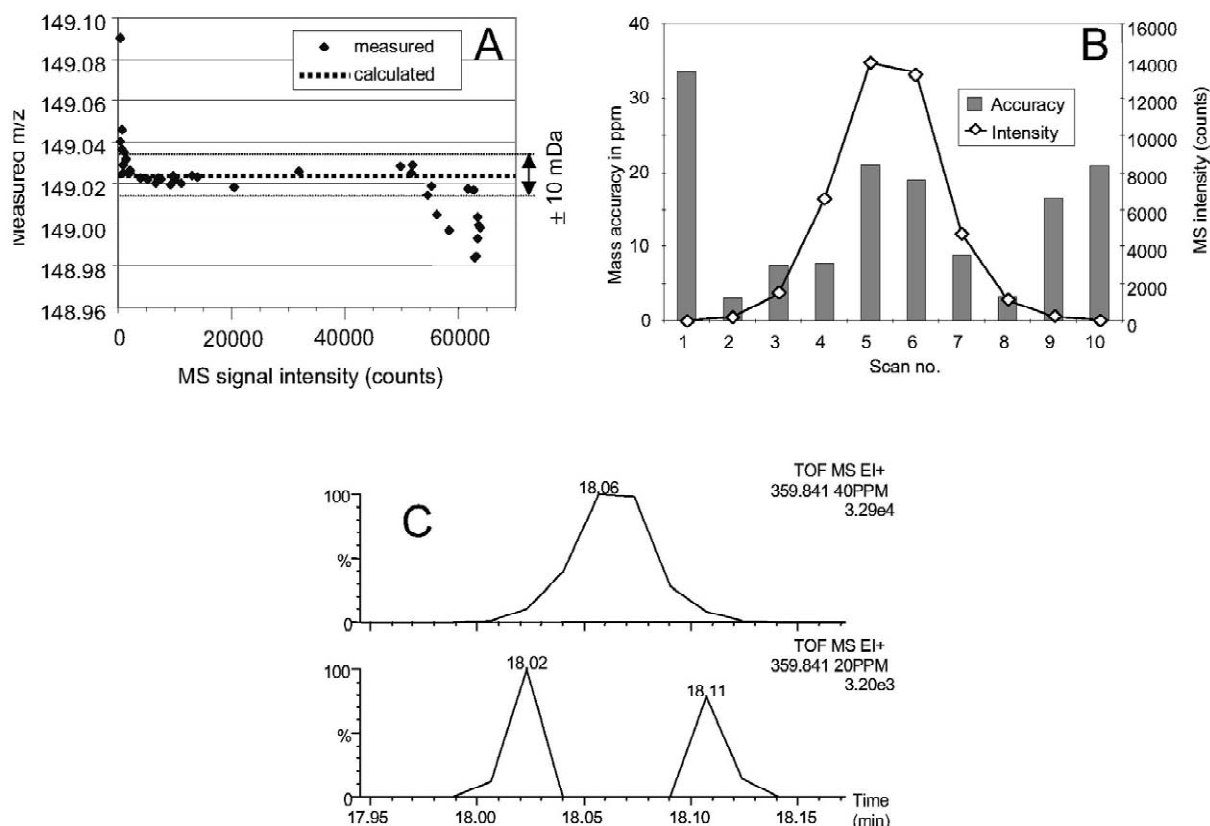 A
149.10
149.08
149.06
149.04
149.02
149.00
148.98
148.96
Measured m/z
measured
calculated
± 10 mDa
0 20000 40000 60000
MS signal intensity (counts)
B
40
30
20
10
0
Mass accuracy in ppm
Accuracy
Intensity
16000
14000
12000
10000
8000
6000
4000
2000
0
MS intensity (counts)
1 2 3 4 5 6 7 8 9 10
Scan no.
C
TOF MS EI+
359.841 40PPM
3.29e4
100
%
0
18.06
TOF MS EI+
359.841 20PPM
3.20e3
100
%
0
18.02
18.11
17.95 18.00 18.05 18.10 18.15
Time
(min)